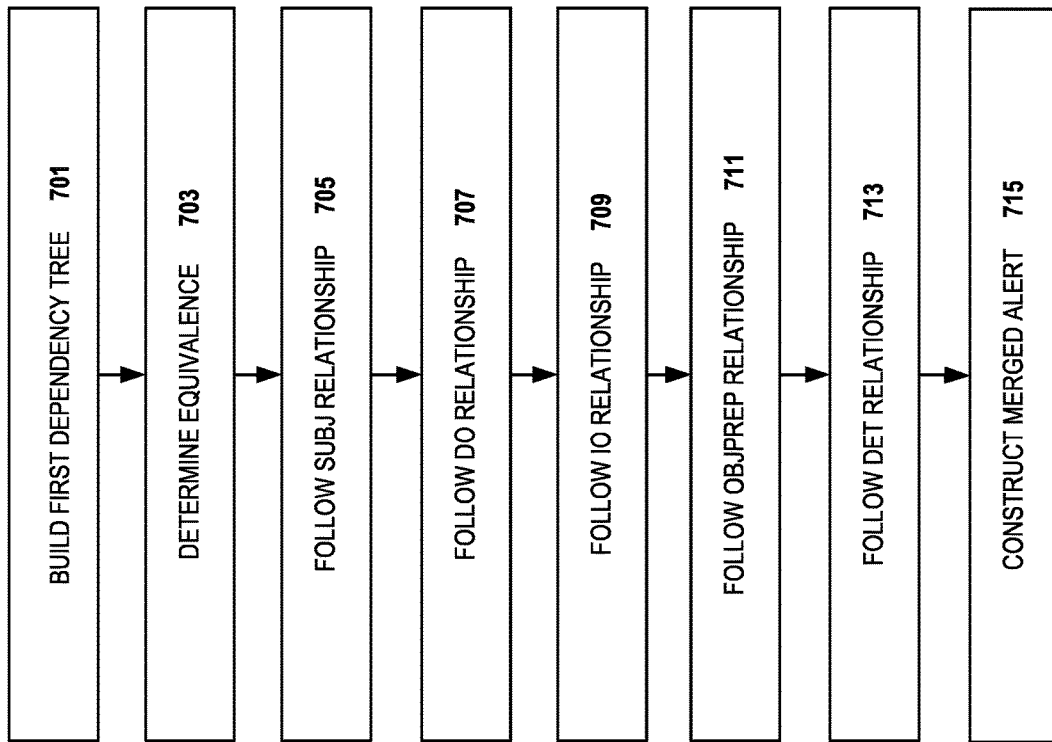 BUILD FIRST DEPENDENCY TREE 701
DETERMINE EQUIVALENCE 703
FOLLOW SUBJ RELATIONSHIP 705
FOLLOW DO RELATIONSHIP 707
FOLLOW IO RELATIONSHIP 709
FOLLOW OBJPREP RELATIONSHIP 711
FOLLOW DET RELATIONSHIP 713
CONSTRUCT MERGED ALERT 715